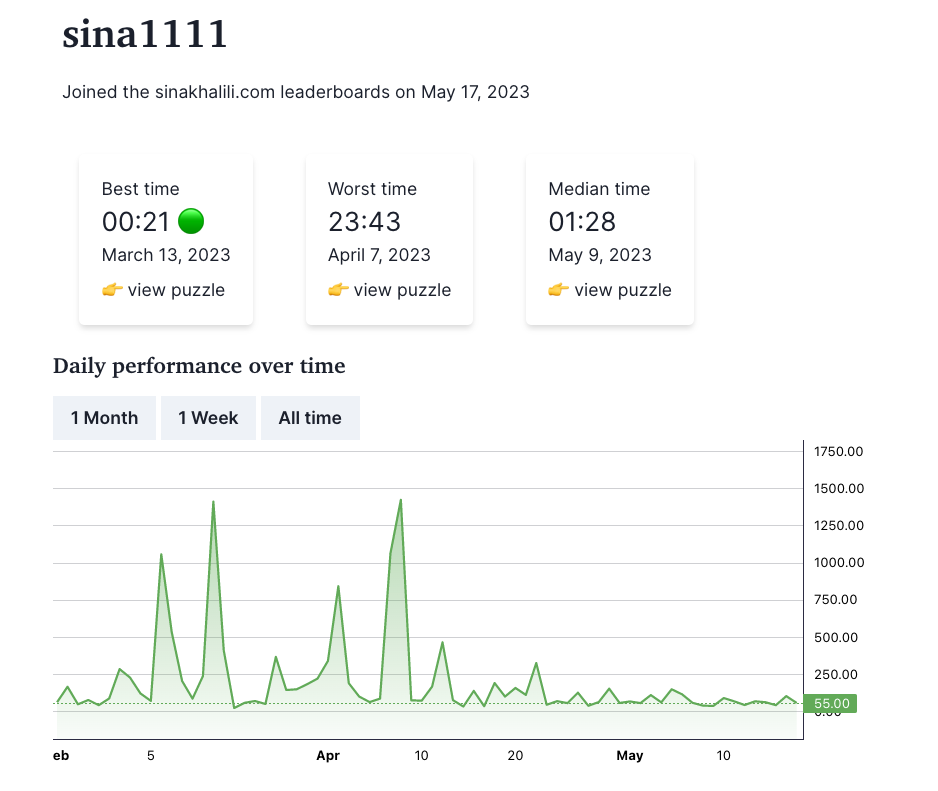 sina1111
Joined the sinakhalili.com leaderboards on May 17, 2023
Best time
00:21
March 13, 2023
view puzzle
Worst time
23:43
April 7, 2023
view puzzle
Median time
01:28
May 9, 2023
view puzzle
Daily performance over time
1 Month 1 Week All time
1750.00
1500.00
1250.00
1000.00
750.00
500.00
250.00
55.00
0.00
eb 5 Apr 10 20 May 10